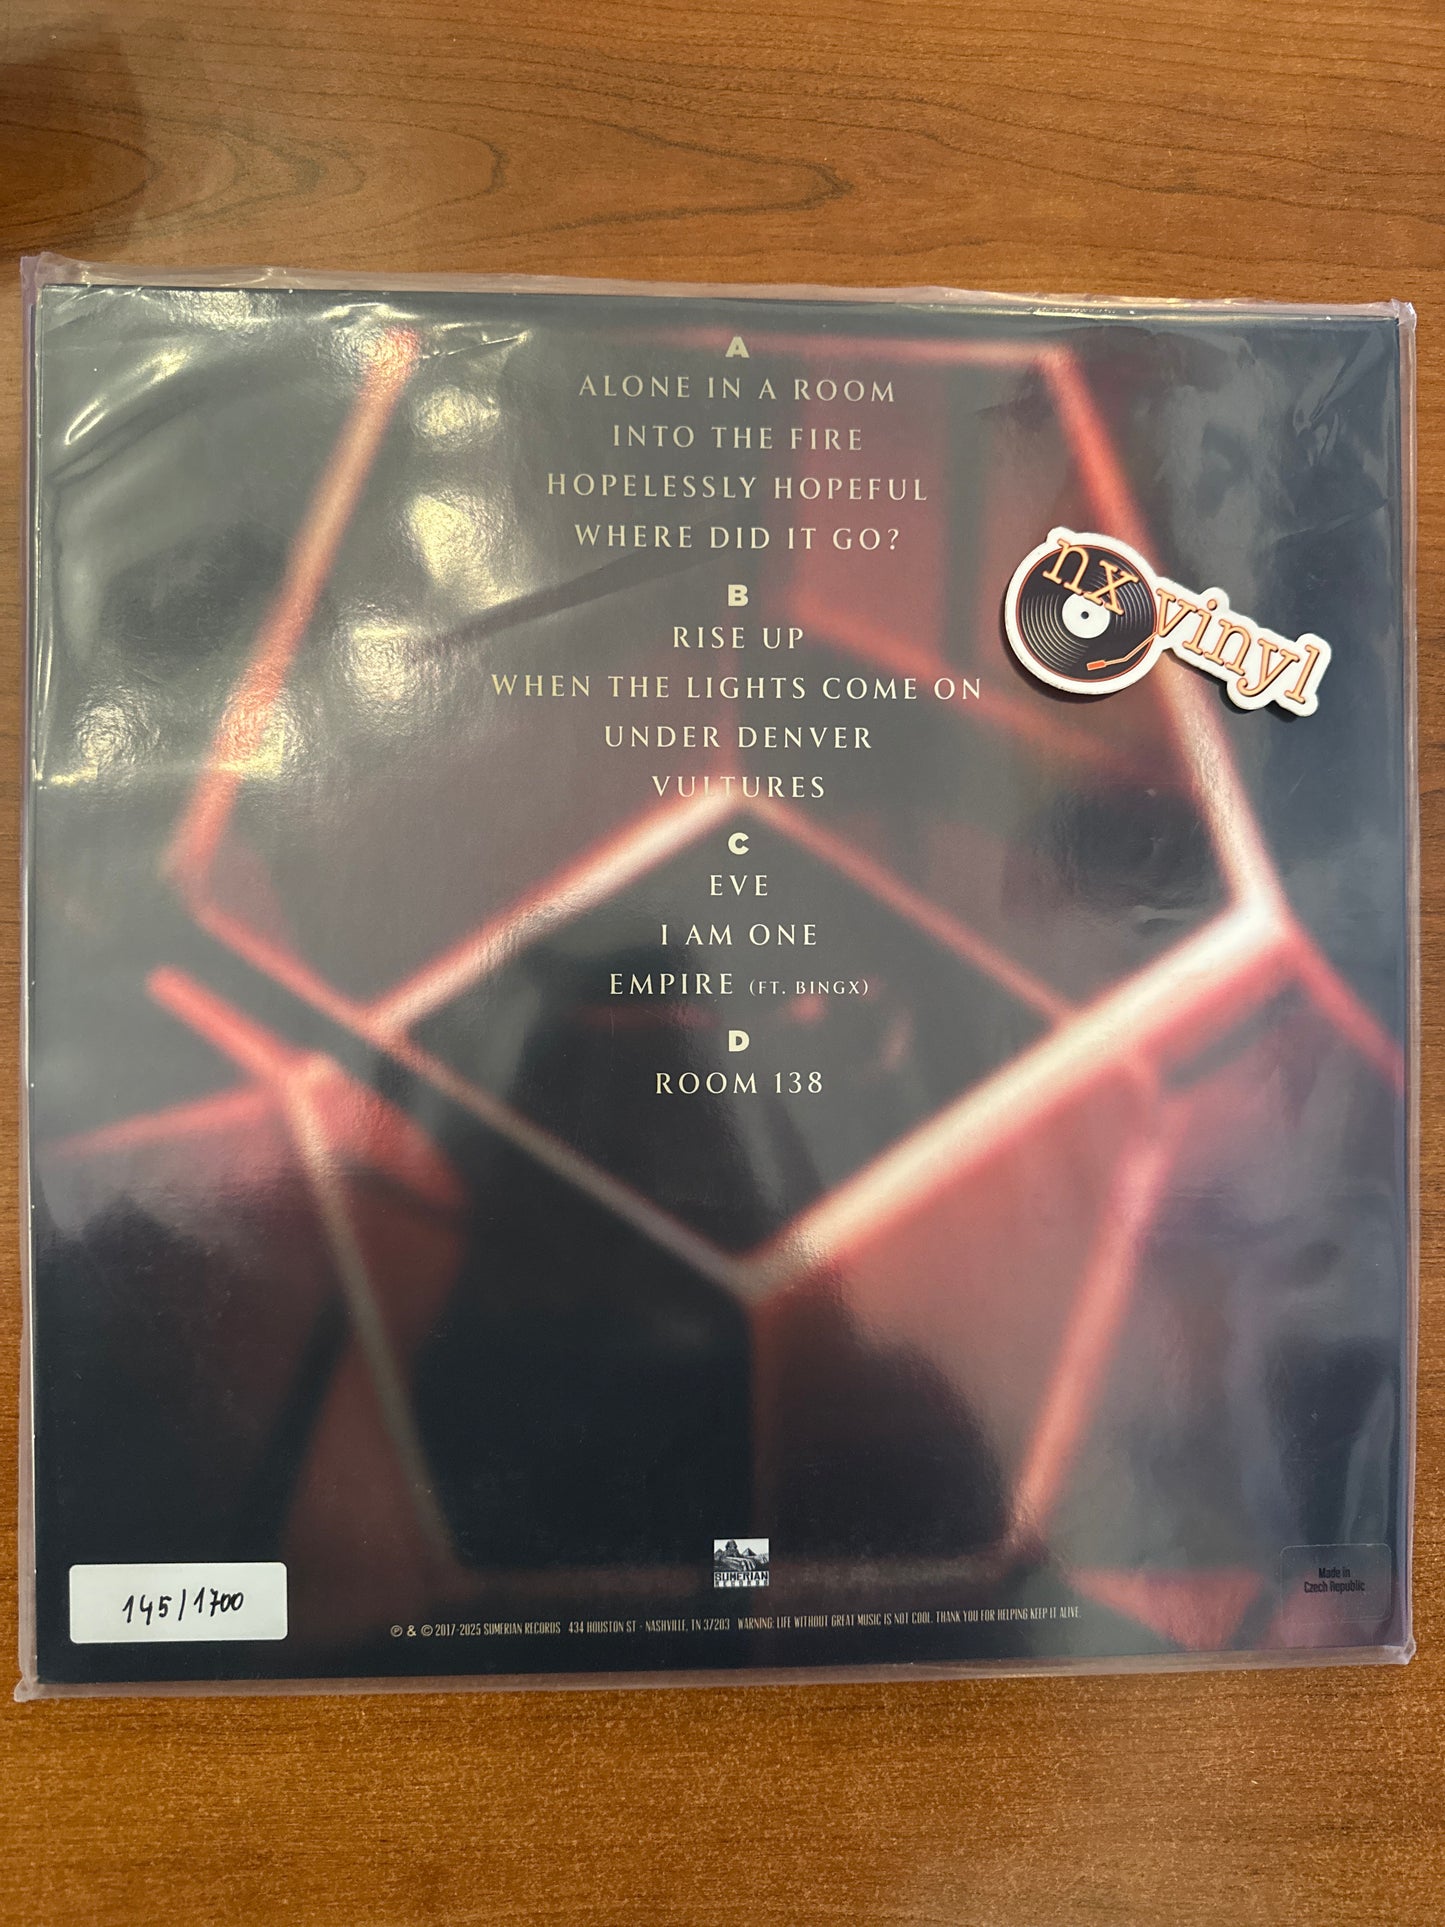 A
ALONE IN A ROOM
INTO THE FIRE
HOPELESSLY HOPEFUL
WHERE DID IT GO?
nx vinyl
B
RISE UP
WHEN THE LIGHTS COME ON
UNDER DENVER
VULTURES
C
EVE
I AM ONE
EMPIRE (FT. BINGX)
D
ROOM 138
SUMERIAN
RECORDS
Made in
Czech Republic
145/1700
℗ & © 2017-2025 SUMERIAN RECORDS 434 HOUSTON ST - NASHVILLE, TN 37203 WARNING: LIFE WITHOUT GREAT MUSIC IS NOT COOL. THANK YOU FOR HELPING KEEP IT ALIVE.